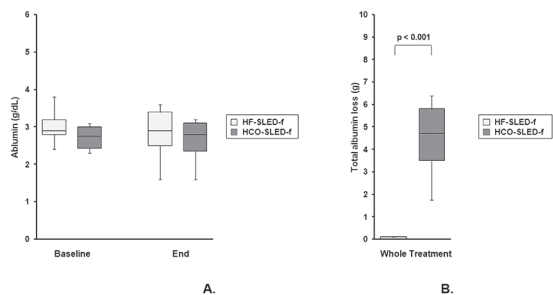 6
5
4
3
2
1
0
Ablumin (g/dL)
Baseline
End
HF-SLED-f
HCO-SLED-f
A.
10
9
8
7
6
5
4
3
2
1
0
Total albumin loss (g)
p < 0.001
Whole Treatment
HF-SLED-f
HCO-SLED-f
B.